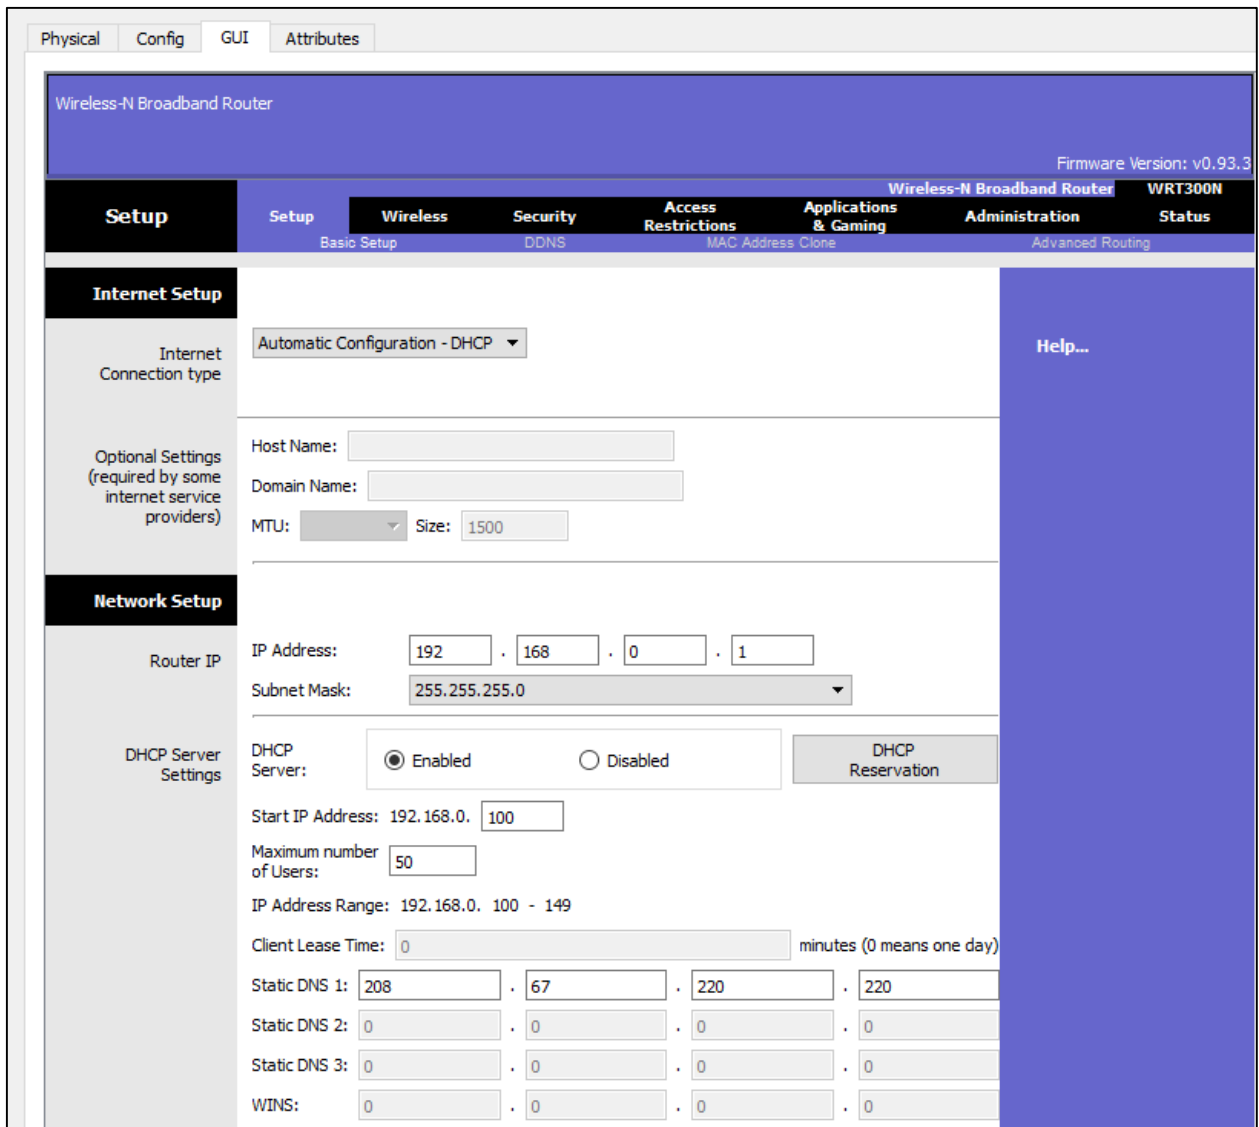 Physical Config GUI Attributes
Wireless-N Broadband Router
Firmware Version: v0.93.3
Wireless-N Broadband Router WRT300N
Setup
Setup Wireless Security Access Restrictions Applications & Gaming Administration Status
Basic Setup DDNS MAC Address Clone Advanced Routing
Internet Setup
Internet
Connection type
Automatic Configuration - DHCP
Help...
Optional Settings
(required by some
internet service
providers)
Host Name:
Domain Name:
MTU: Size: 1500
Network Setup
Router IP
IP Address: 192 . 168 . 0 . 1
Subnet Mask: 255.255.255.0
DHCP Server
Settings
DHCP
Server:
Enabled Disabled
DHCP
Reservation
Start IP Address: 192.168.0. 100
Maximum number
of Users:
50
IP Address Range: 192.168.0. 100 - 149
Client Lease Time: 0 minutes (0 means one day)
Static DNS 1: 208 . 67 . 220 . 220
Static DNS 2: 0 . 0 . 0 . 0
Static DNS 3: 0 . 0 . 0 . 0
WINS: 0 . 0 . 0 . 0